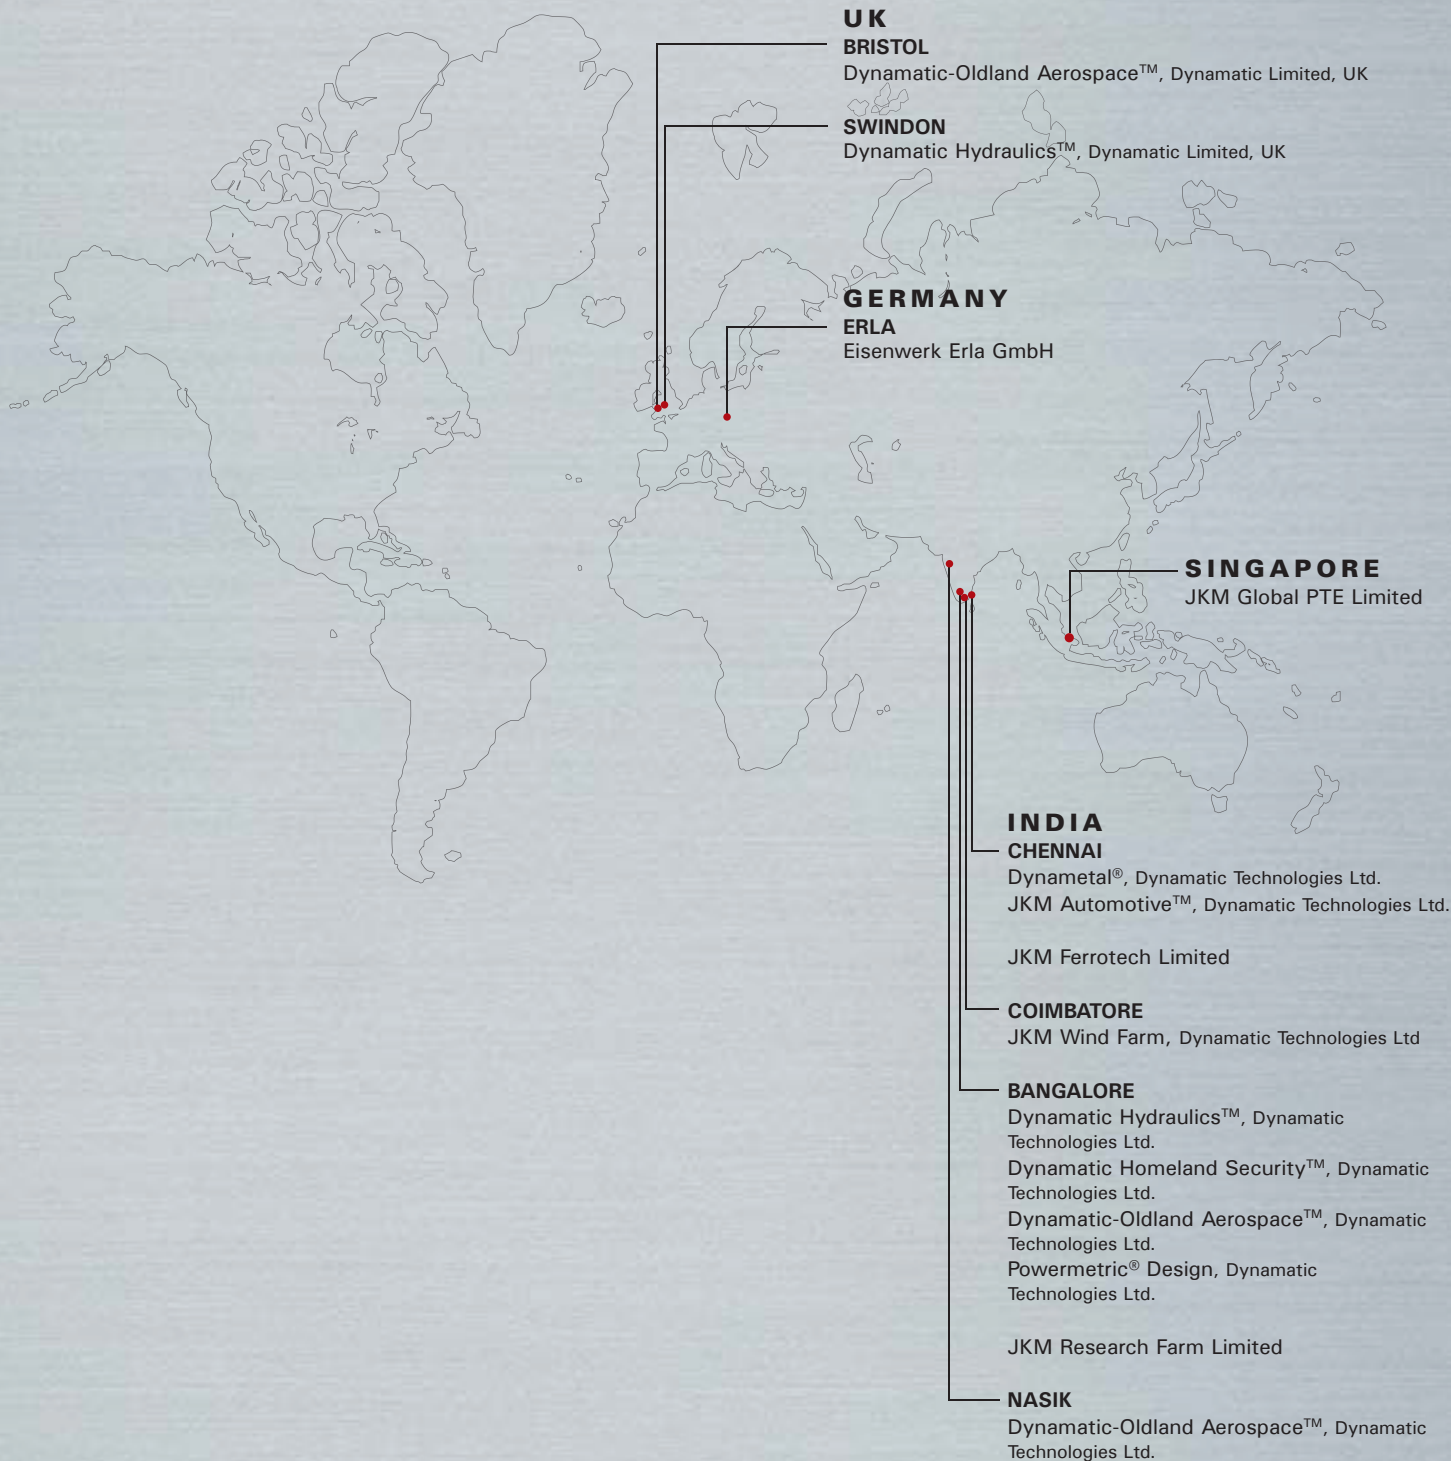 UK
BRISTOL
Dynamatic-Oldland Aerospace™, Dynamatic Limited, UK
SWINDON
Dynamatic Hydraulics™, Dynamatic Limited, UK
GERMANY
ERLA
Eisenwerk Erla GmbH
SINGAPORE
JKM Global PTE Limited
INDIA
CHENNAI
Dynametal®, Dynamatic Technologies Ltd.
JKM Automotive™, Dynamatic Technologies Ltd.
JKM Ferrotech Limited
COIMBATORE
JKM Wind Farm, Dynamatic Technologies Ltd
BANGALORE
Dynamatic Hydraulics™, Dynamatic
Technologies Ltd.
Dynamatic Homeland Security™, Dynamatic
Technologies Ltd.
Dynamatic-Oldland Aerospace™, Dynamatic
Technologies Ltd.
Powermetric® Design, Dynamatic
Technologies Ltd.
JKM Research Farm Limited
NASIK
Dynamatic-Oldland Aerospace™, Dynamatic
Technologies Ltd.